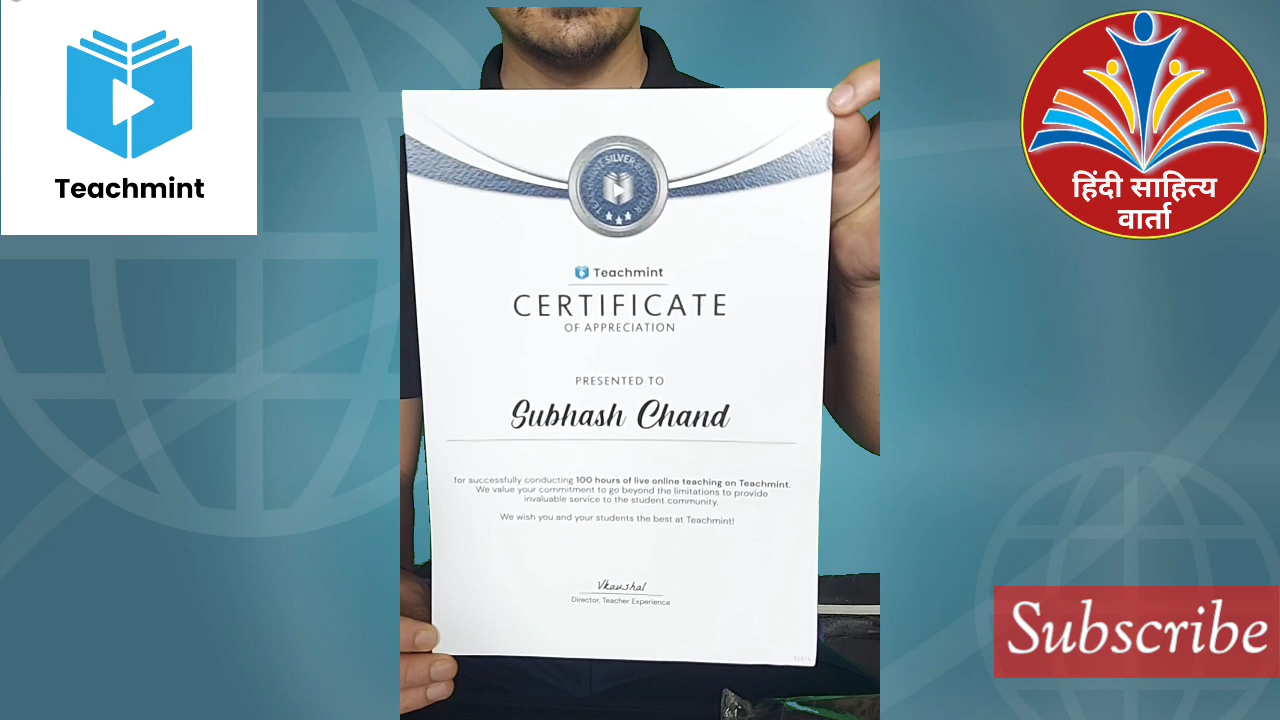 Teachmint
हिंदी साहित्य
वार्ता
SILVER
Teachmint
CERTIFICATE
OF APPRECIATION
PRESENTED TO
Subhash Chand
for successfully conducting 100 hours of live online teaching on Teachmint.
We value your commitment to go beyond the limitations to provide
invaluable service to the student community.
We wish you and your students the best at Teachmint!
Vkaushal
Director, Teacher Experience
Subscribe